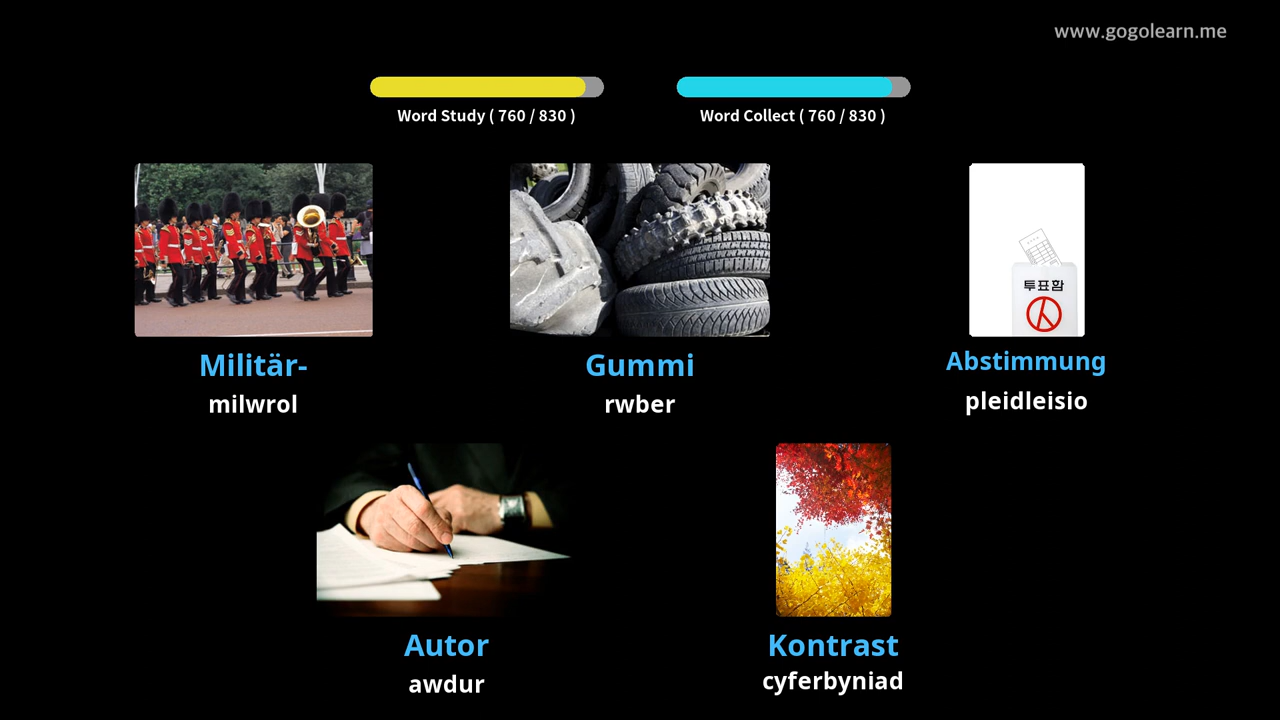 www.gogolearn.me
Word Study ( 760 / 830 )
Word Collect ( 760 / 830 )
투표함
Militär-
milwrol
Gummi
rwber
Abstimmung
pleidleisio
Autor
awdur
Kontrast
cyferbyniad